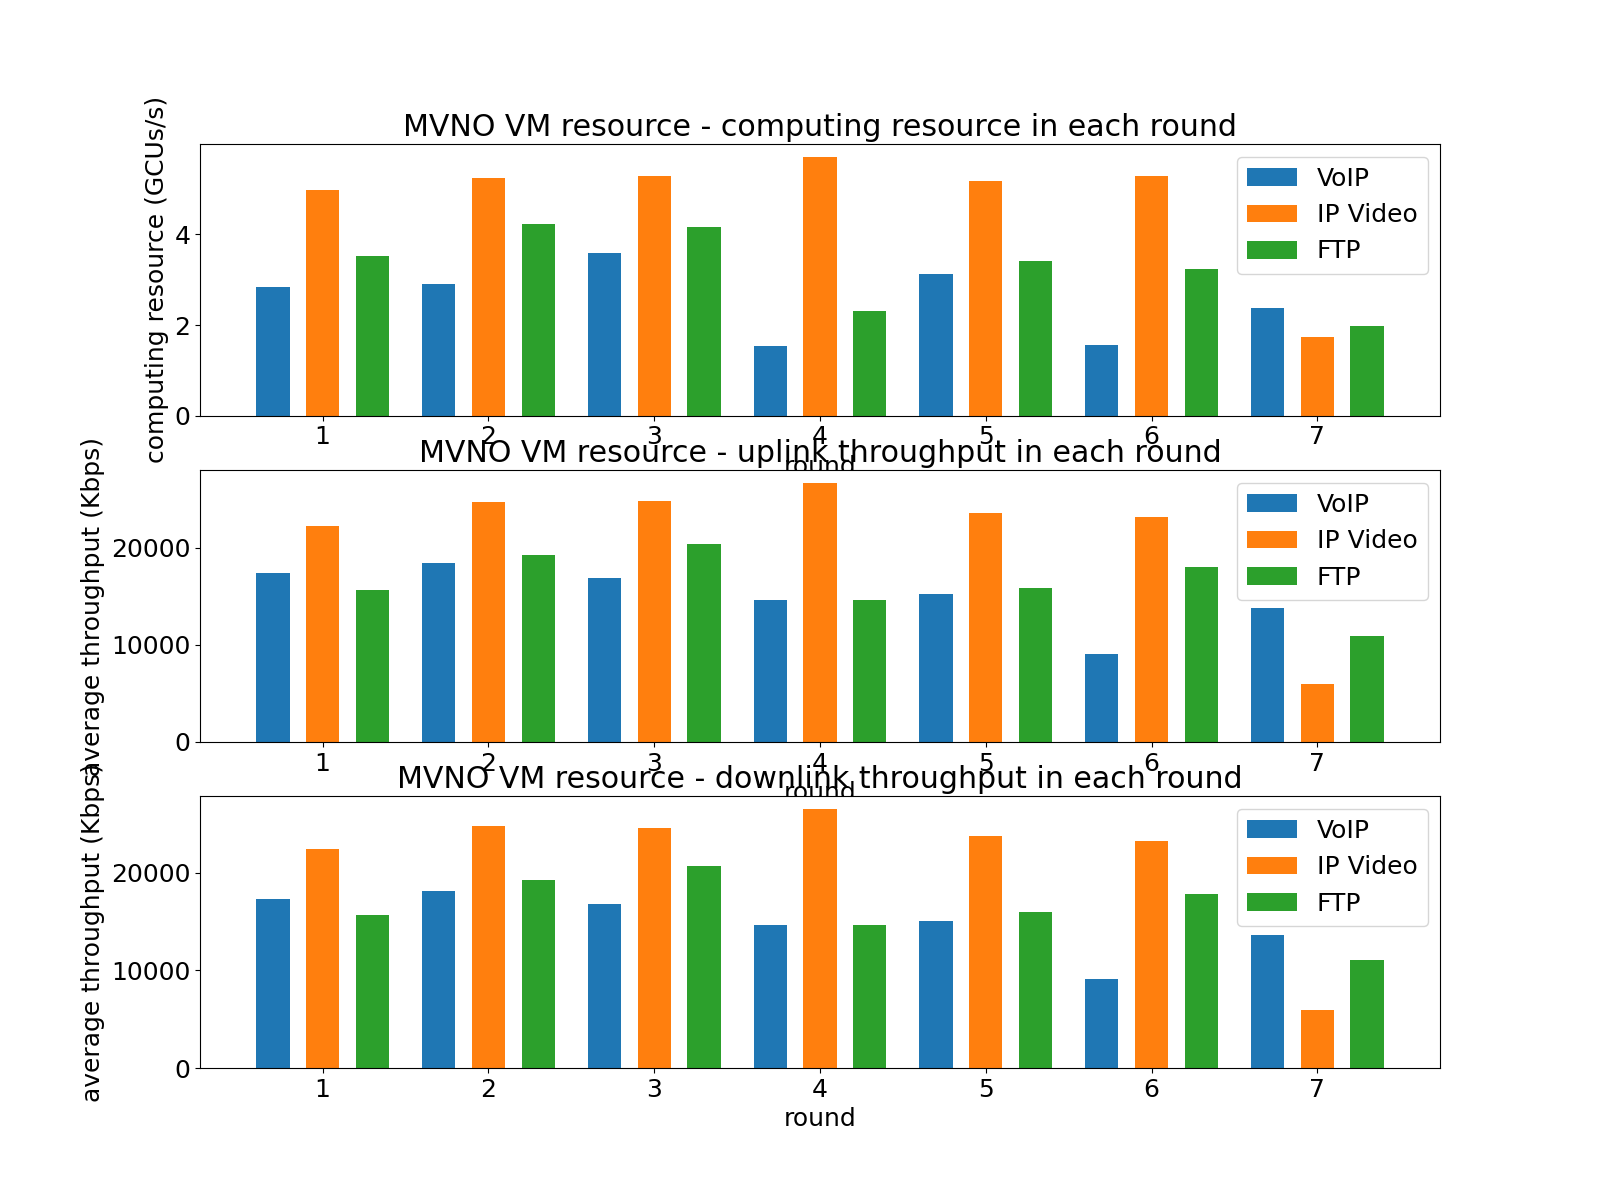 MVNO VM resource - computing resource in each round
computing resource (GCUs/s)
4
2
0
VoIP
IP Video
FTP
1 2 3 4 5 6 7
round
MVNO VM resource - uplink throughput in each round
average throughput (Kbps)
20000
10000
0
VoIP
IP Video
FTP
1 2 3 4 5 6 7
round
MVNO VM resource - downlink throughput in each round
average throughput (Kbps)
20000
10000
0
VoIP
IP Video
FTP
1 2 3 4 5 6 7
round